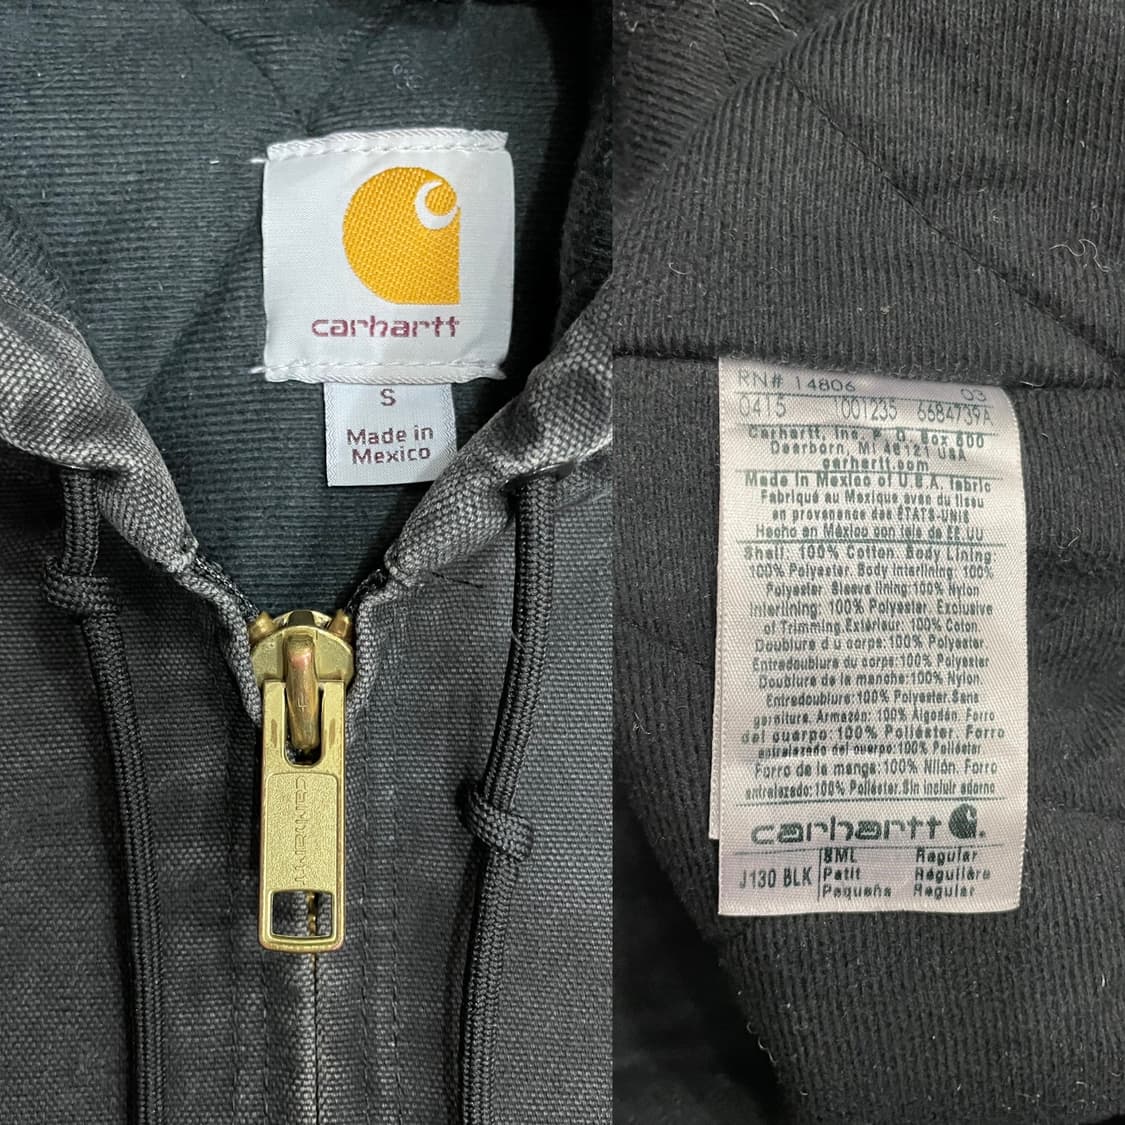 carhartt
S
Made in
Mexico
carhartt
RN# 14806 03
0415 1001235 6684739A
Carhartt, Inc. P. O. Box 600
Dearborn, MI 48121 USA
carhartt.com
Made in Mexico of U.S.A. fabric
Fabriqué au Mexique avec du tissu
en provenance des ÉTATS-UNIS
Hecho en México con tela de EE.UU
Shell: 100% Cotton. Body Lining:
100% Polyester. Body Interlining: 100%
Polyester. Sleeve lining:100% Nylon
Interlining: 100% Polyester. Exclusive
of Trimming.Extérieur: 100% Coton.
Doublure du corps:100% Polyester
Entredoublure du corps:100% Polyester
Doublure de la manche:100% Nylon.
Entredoublure:100% Polyester.Sans
garniture. Armazón: 100% Algodón. Forro
del cuerpo: 100% Poliéster. Forro
entrelazado del cuerpo:100% Poliéster.
Forro de la manga:100% Nilón. Forro
entrelazado:100% Poliéster.Sin incluir adorno
carhartt
J130 BLK
SML Regular
Petit Régulière
Pequeña Regular